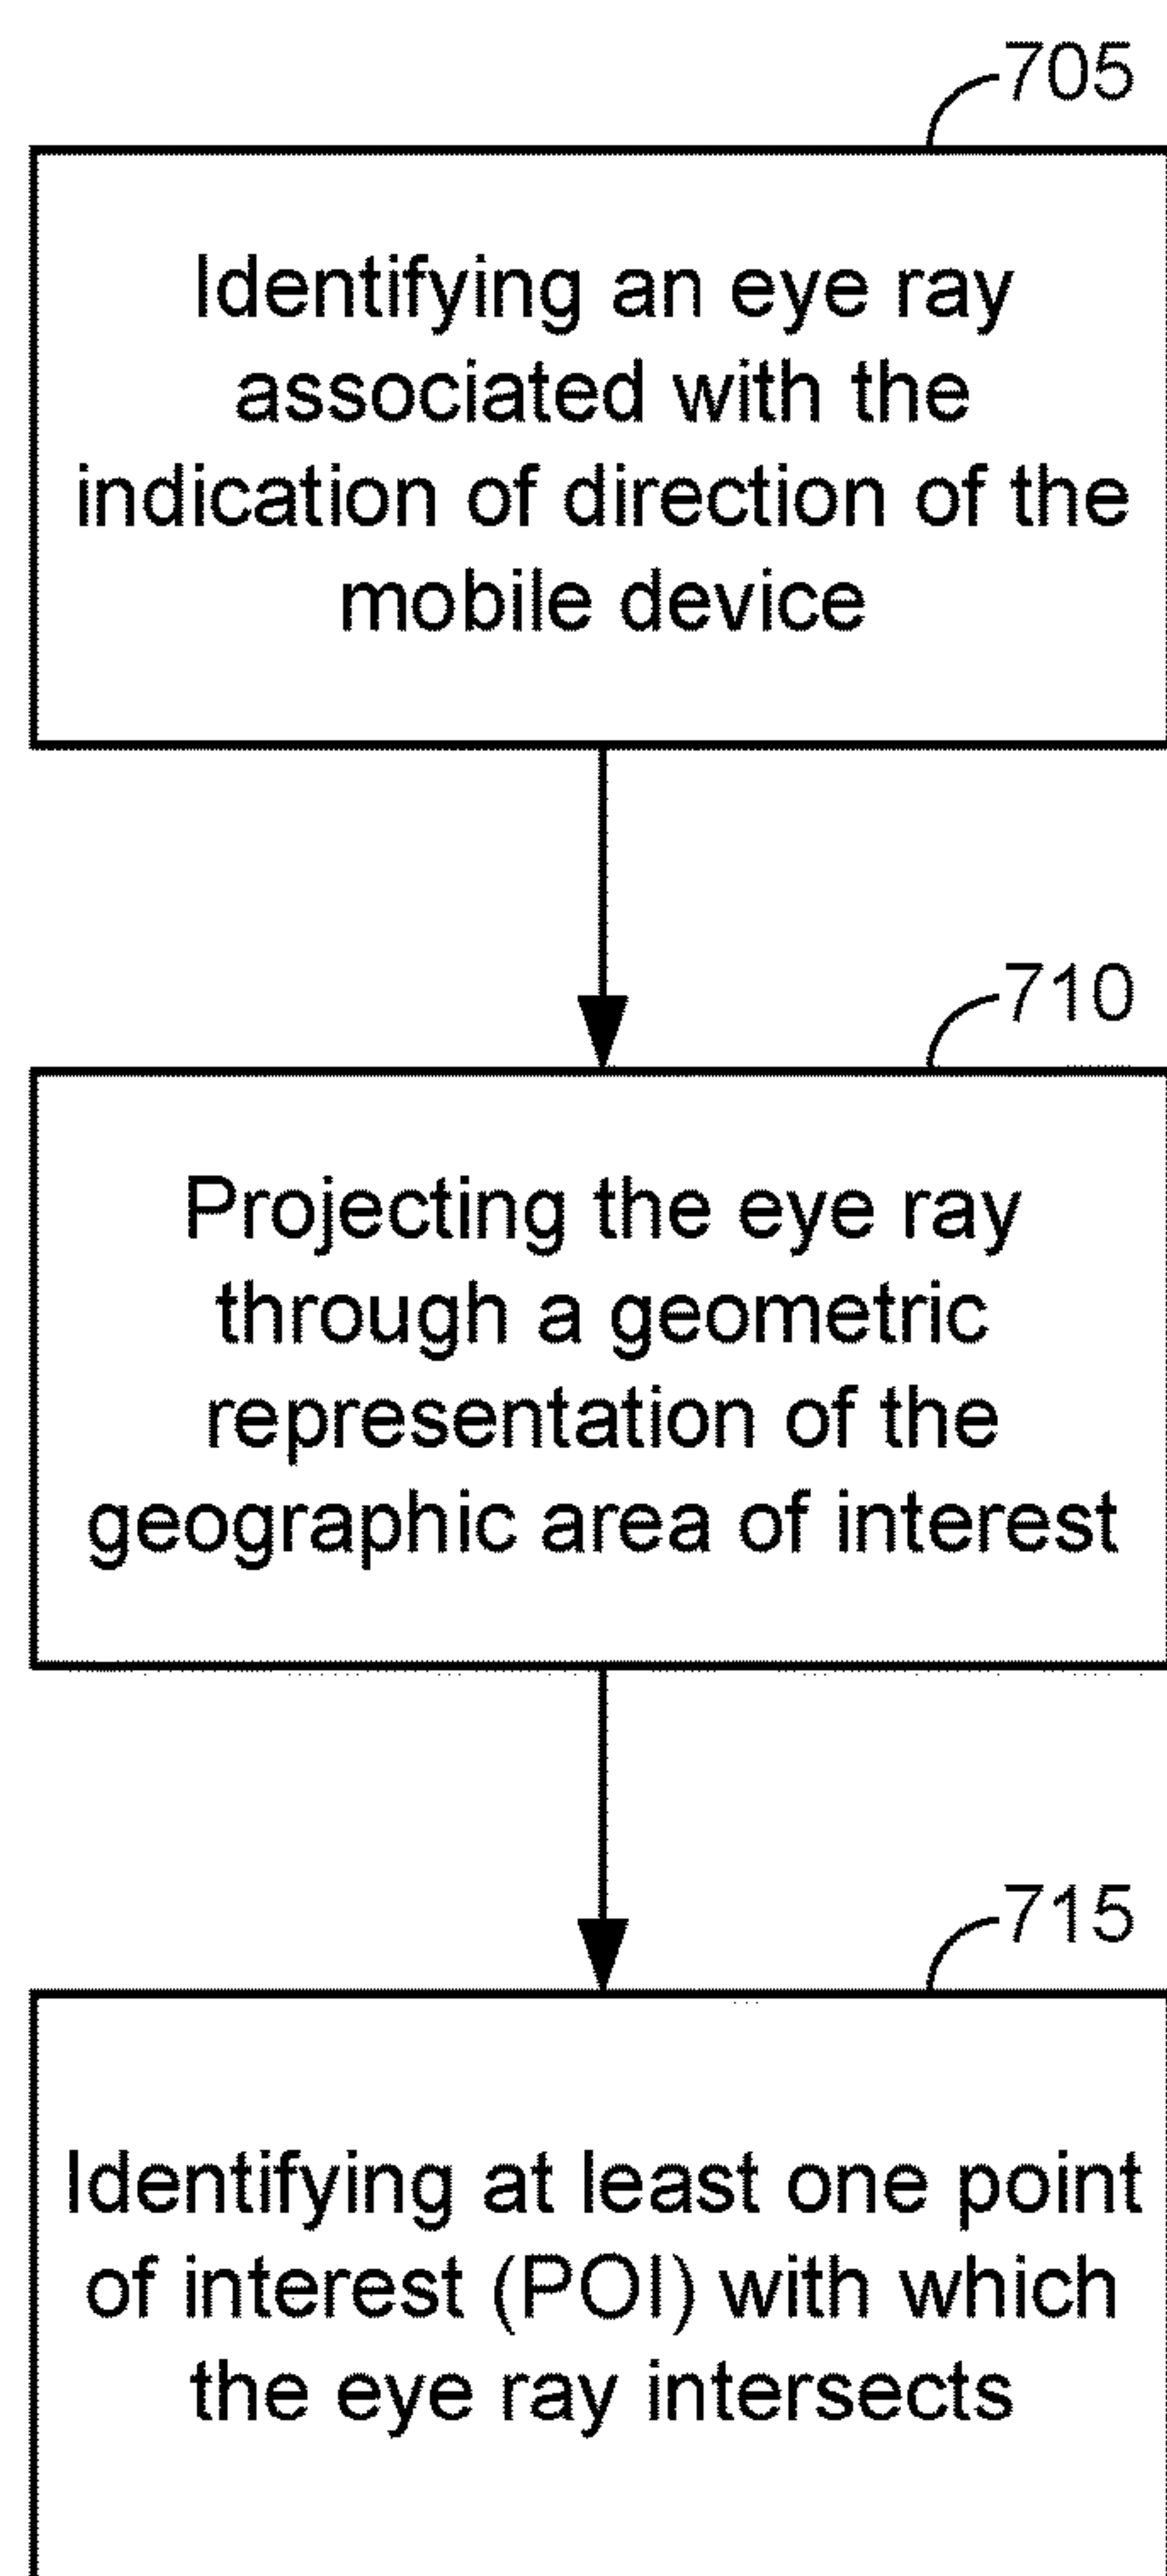 705
Identifying an eye ray
associated with the
indication of direction of the
mobile device
710
Projecting the eye ray
through a geometric
representation of the
geographic area of interest
715
Identifying at least one point
of interest (POI) with which
the eye ray intersects